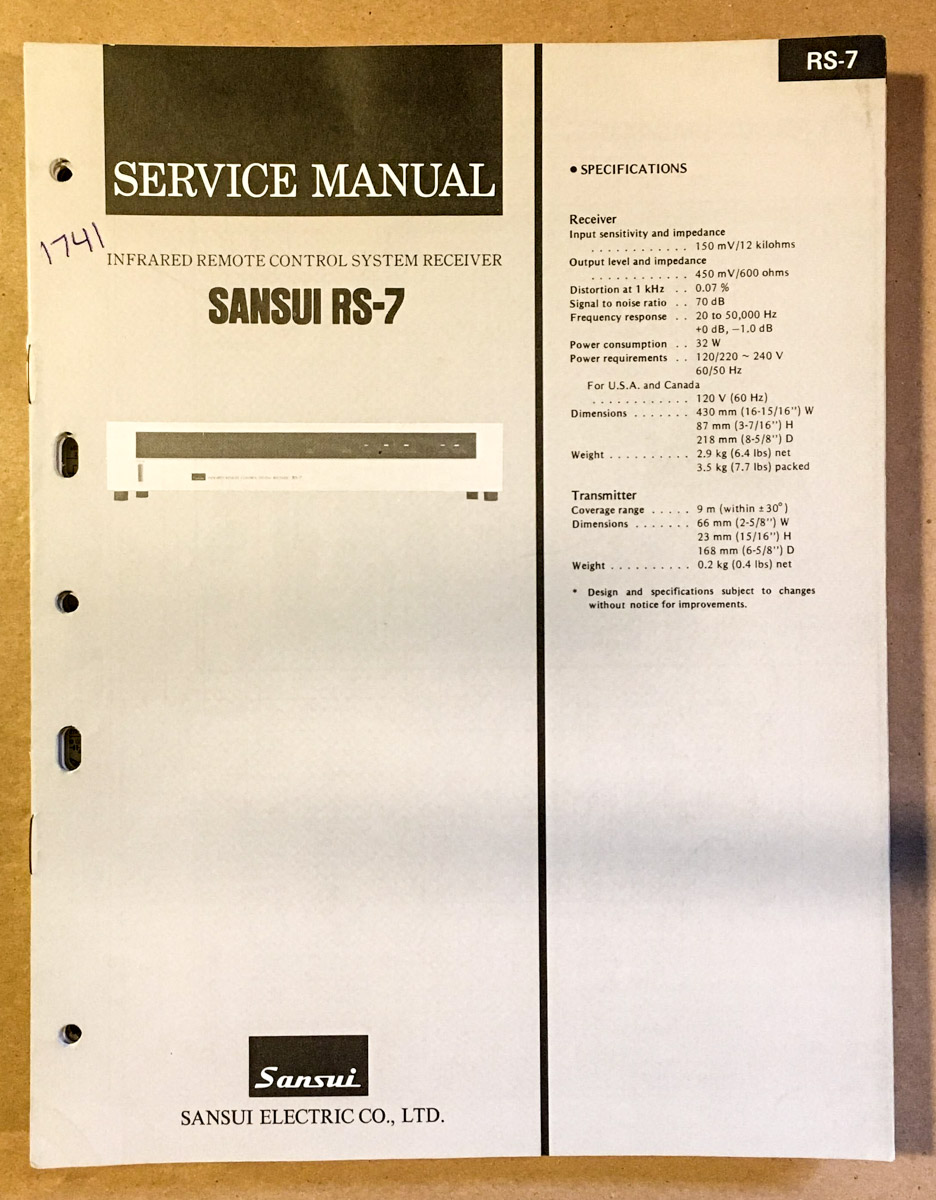 RS-7
SERVICE MANUAL
1741
INFRARED REMOTE CONTROL SYSTEM RECEIVER
SANSUI RS-7
Sansui
SANSUI ELECTRIC CO., LTD.
● SPECIFICATIONS
Receiver
Input sensitivity and impedance
. . . . . . . . . . . . 150 mV/12 kilohms
Output level and impedance
. . . . . . . . . . . . 450 mV/600 ohms
Distortion at 1 kHz . . 0.07 %
Signal to noise ratio . . 70 dB
Frequency response . . 20 to 50,000 Hz
+0 dB, −1.0 dB
Power consumption . . 32 W
Power requirements . . 120/220 ~ 240 V
60/50 Hz
For U.S.A. and Canada
. . . . . . . . . . . . 120 V (60 Hz)
Dimensions . . . . . . . 430 mm (16-15/16'') W
87 mm (3-7/16'') H
218 mm (8-5/8'') D
Weight . . . . . . . . . . 2.9 kg (6.4 lbs) net
3.5 kg (7.7 lbs) packed
Transmitter
Coverage range . . . . . 9 m (within ±30°)
Dimensions . . . . . . . 66 mm (2-5/8'') W
23 mm (15/16'') H
168 mm (6-5/8'') D
Weight . . . . . . . . . . 0.2 kg (0.4 lbs) net
* Design and specifications subject to changes
without notice for improvements.